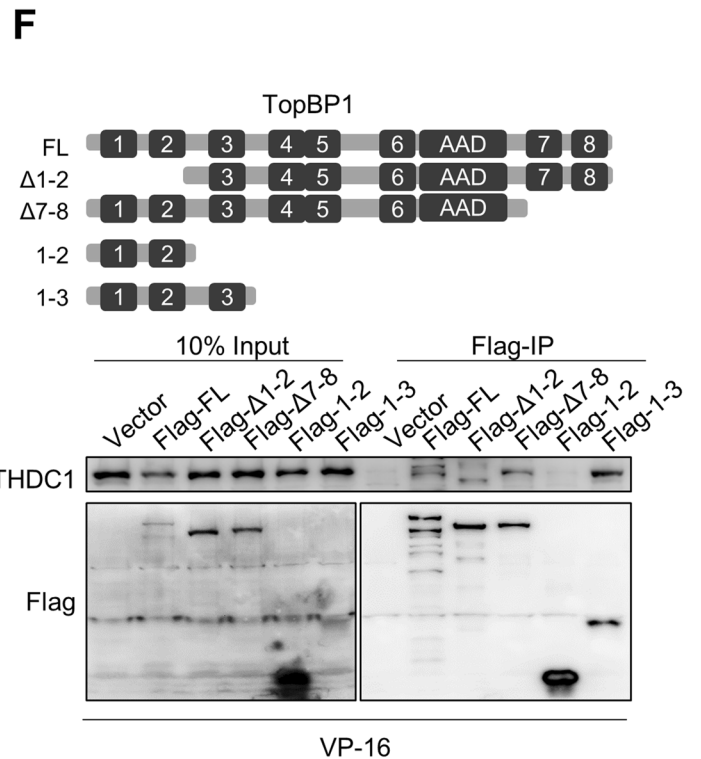 F
TopBP1
FL 1 2 3 4 5 6 AAD 7 8
Δ1-2 3 4 5 6 AAD 7 8
Δ7-8 1 2 3 4 5 6 AAD
1-2 1 2
1-3 1 2 3
10% Input Flag-IP
Vector Flag-FL Flag-Δ1-2 Flag-Δ7-8 Flag-1-2 Flag-1-3 Vector Flag-FL Flag-Δ1-2 Flag-Δ7-8 Flag-1-2 Flag-1-3
THDC1
Flag
VP-16